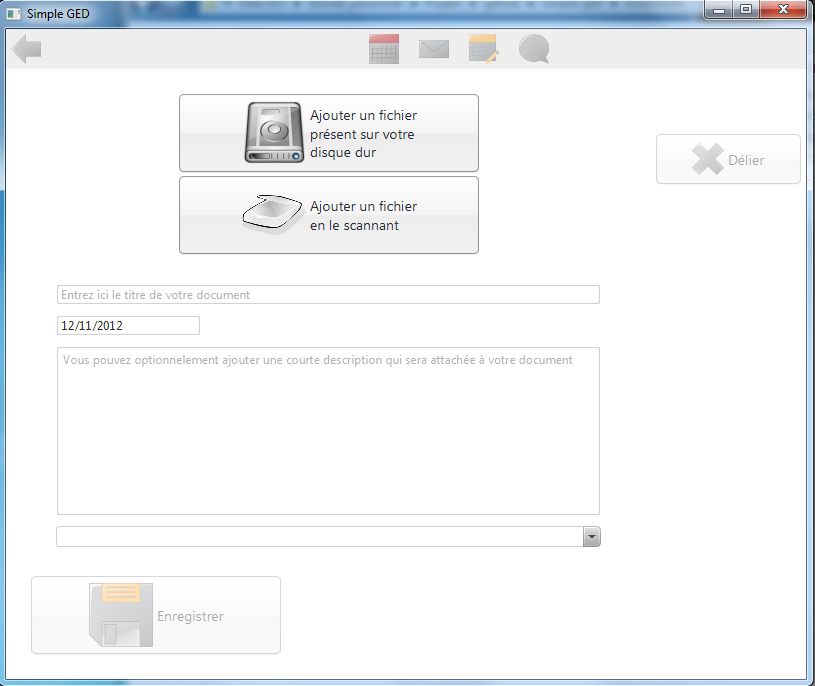 Simple GED
Ajouter un fichier
présent sur votre
disque dur
Délier
Ajouter un fichier
en le scannant
Entrez ici le titre de votre document
12/11/2012
Vous pouvez optionnelement ajouter une courte description qui sera attachée à votre document
Enregistrer